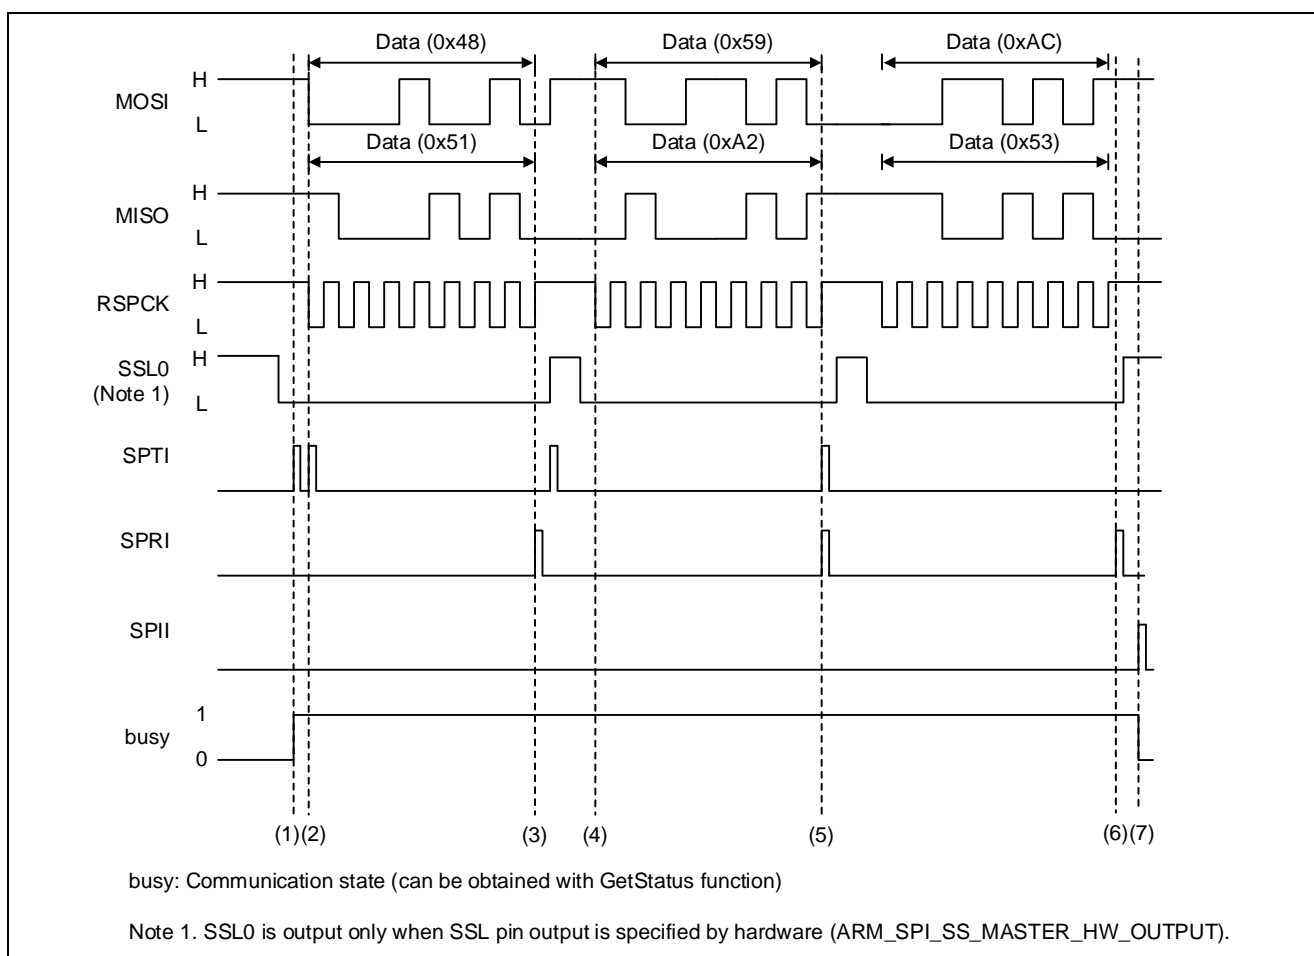 Data (0x48) Data (0x59) Data (0xAC)
H
MOSI
L
Data (0x51) Data (0xA2) Data (0x53)
H
MISO
L
H
RSPCK
L
H
SSL0
(Note 1)
L
SPTI
SPRI
SPII
1
busy
0
(1) (2) (3) (4) (5) (6) (7)
busy: Communication state (can be obtained with GetStatus function)
Note 1. SSL0 is output only when SSL pin output is specified by hardware (ARM_SPI_SS_MASTER_HW_OUTPUT).